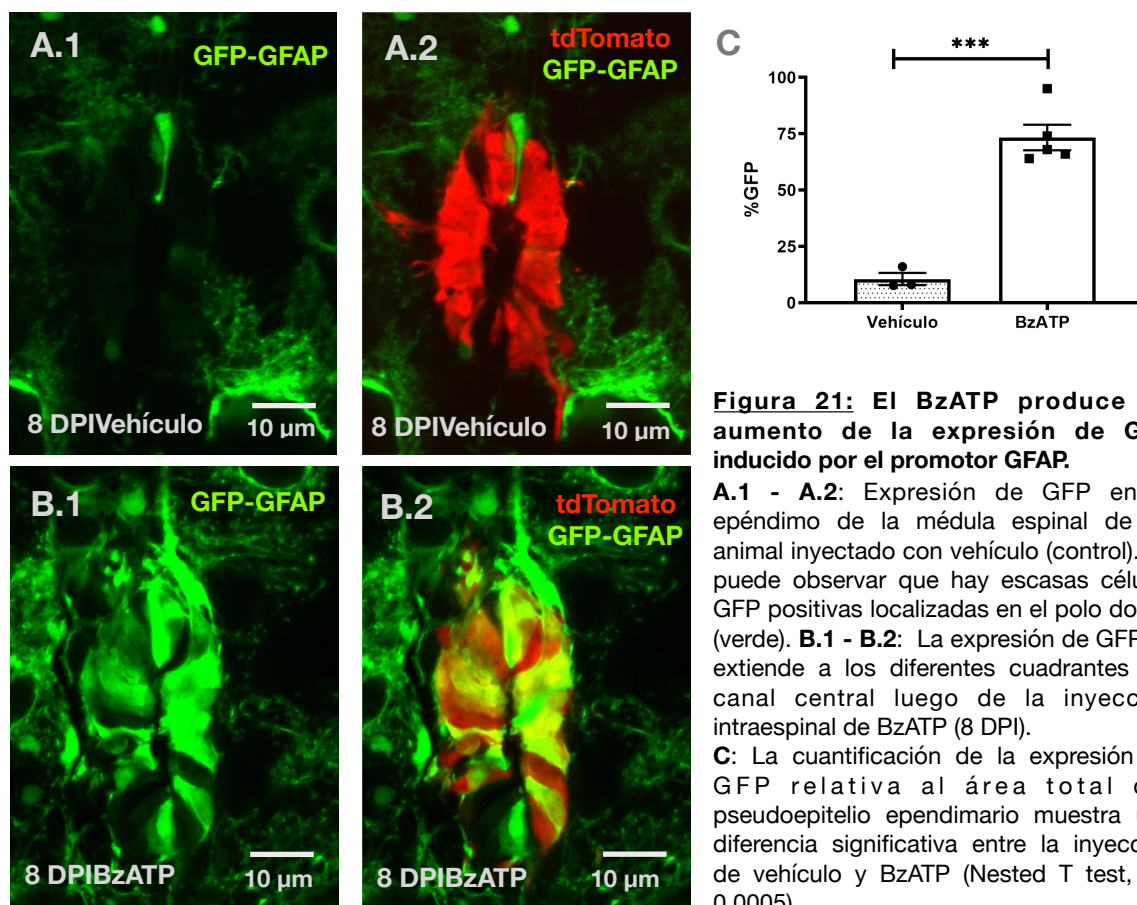 A.1
GFP-GFAP
8 DPIVehículo
10 µm
A.2
tdTomato
GFP-GFAP
8 DPIVehículo
10 µm
B.1
GFP-GFAP
8 DPIBzATP
10 µm
B.2
tdTomato
GFP-GFAP
8 DPIBzATP
10 µm
C
***
100
75
50
25
0
%GFP
Vehículo
BzATP
Figura 21: El BzATP produce
aumento de la expresión de
inducido por el promotor GFAP.
A.1 - A.2: Expresión de GFP en
epéndimo de la médula espinal de
animal inyectado con vehículo (control).
puede observar que hay escasas
GFP positivas localizadas en el polo
(verde). B.1 - B.2: La expresión de GFP
extiende a los diferentes cuadrantes
canal central luego de la
intraespinal de BzATP (8 DPI).
C: La cuantificación de la expresión
GFP relativa al área total
pseudoepitelio ependimario muestra
diferencia significativa entre la
de vehículo y BzATP (Nested T test,
0.0005)